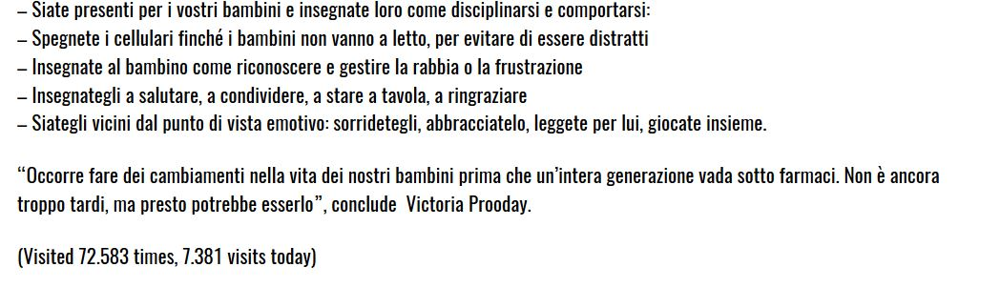 – Siate presenti per i vostri bambini e insegnate loro come disciplinarsi e comportarsi:
– Spegnete i cellulari finché i bambini non vanno a letto, per evitare di essere distratti
– Insegnate al bambino come riconoscere e gestire la rabbia o la frustrazione
– Insegnategli a salutare, a condividere, a stare a tavola, a ringraziare
– Siategli vicini dal punto di vista emotivo: sorridetegli, abbracciatelo, leggete per lui, giocate insieme.
“Occorre fare dei cambiamenti nella vita dei nostri bambini prima che un’intera generazione vada sotto farmaci. Non è ancora
troppo tardi, ma presto potrebbe esserlo”, conclude  Victoria Prooday.
(Visited 72.583 times, 7.381 visits today)